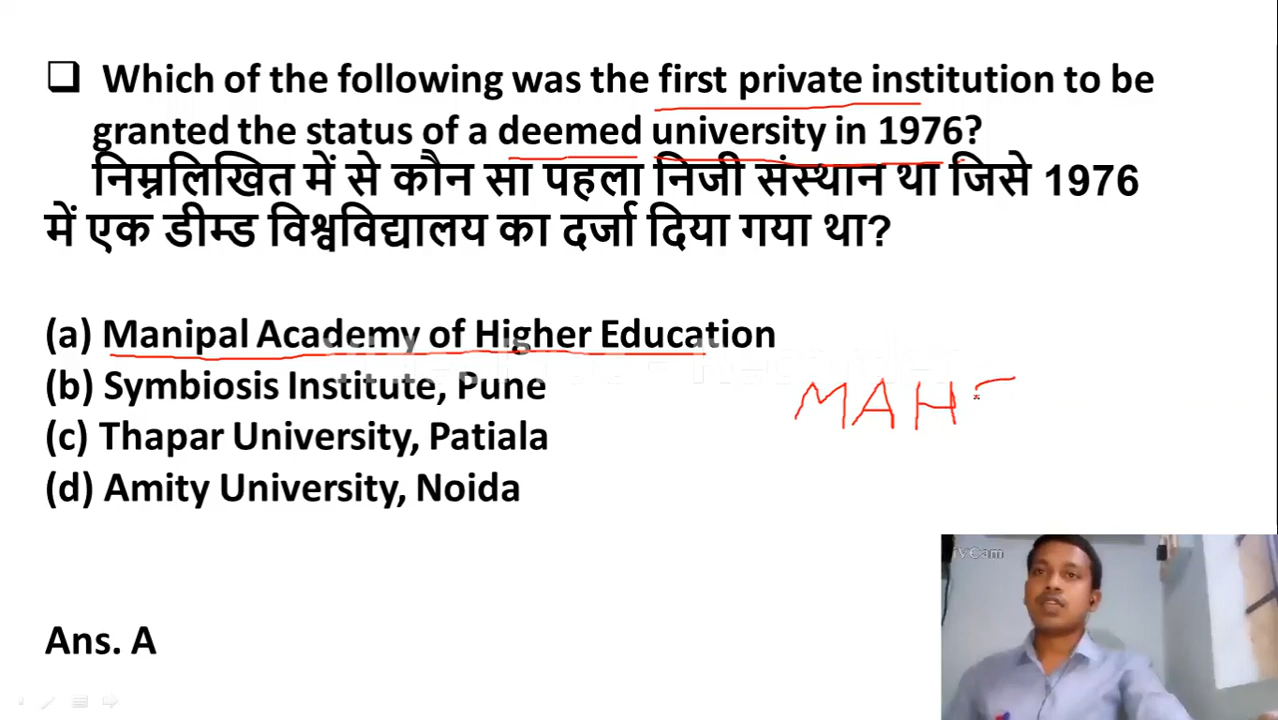 ❑ Which of the following was the first private institution to be
granted the status of a deemed university in 1976?
निम्नलिखित में से कौन सा पहला निजी संस्थान था जिसे 1976
में एक डीम्ड विश्वविद्यालय का दर्जा दिया गया था?
(a) Manipal Academy of Higher Education
(b) Symbiosis Institute, Pune
MAH
(c) Thapar University, Patiala
(d) Amity University, Noida
iVCam
Ans. A